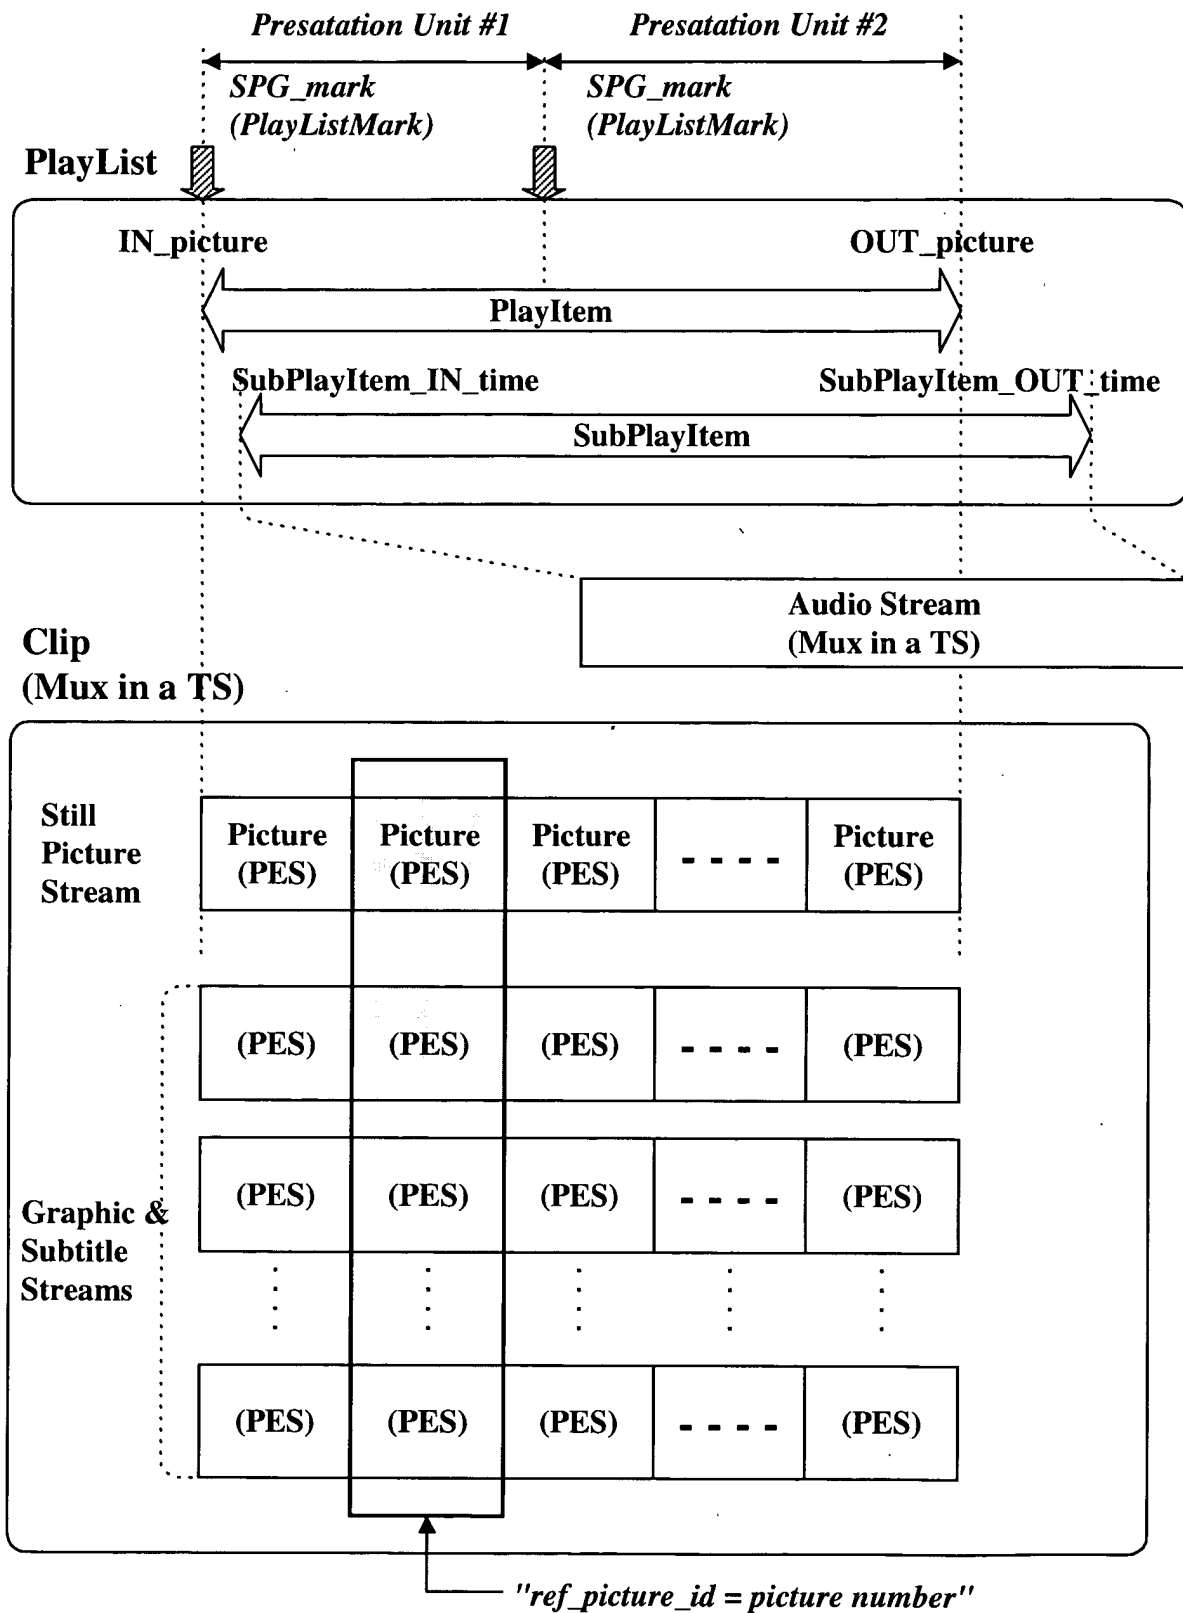 Presatation Unit #1
Presatation Unit #2
SPG_mark
(PlayListMark)
SPG_mark
(PlayListMark)
PlayList
IN_picture
OUT_picture
PlayItem
SubPlayItem_IN_time
SubPlayItem_OUT_time
SubPlayItem
Audio Stream
(Mux in a TS)
Clip
(Mux in a TS)
Still
Picture
Stream
Picture
(PES)
Picture
(PES)
Picture
(PES)
- - - -
Picture
(PES)
(PES)
(PES)
(PES)
- - - -
(PES)
Graphic &
Subtitle
Streams
(PES)
(PES)
(PES)
- - - -
(PES)
(PES)
(PES)
(PES)
- - - -
(PES)
"ref_picture_id = picture number"